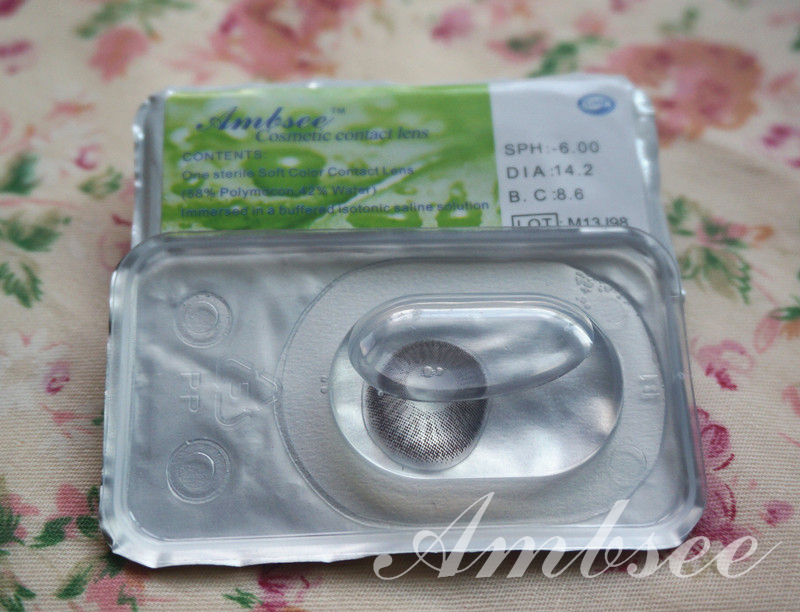 Ambsee™
Cosmetic contact lens
CONTENTS:
One sterile Soft Color Contact Lens
(58% Polymacon, 42% Water)
Immersed in a buffered isotonic saline solution
SPH:-6.00
DIA:14.2
B. C:8.6
LOT: M13J98
PP
Ambsee